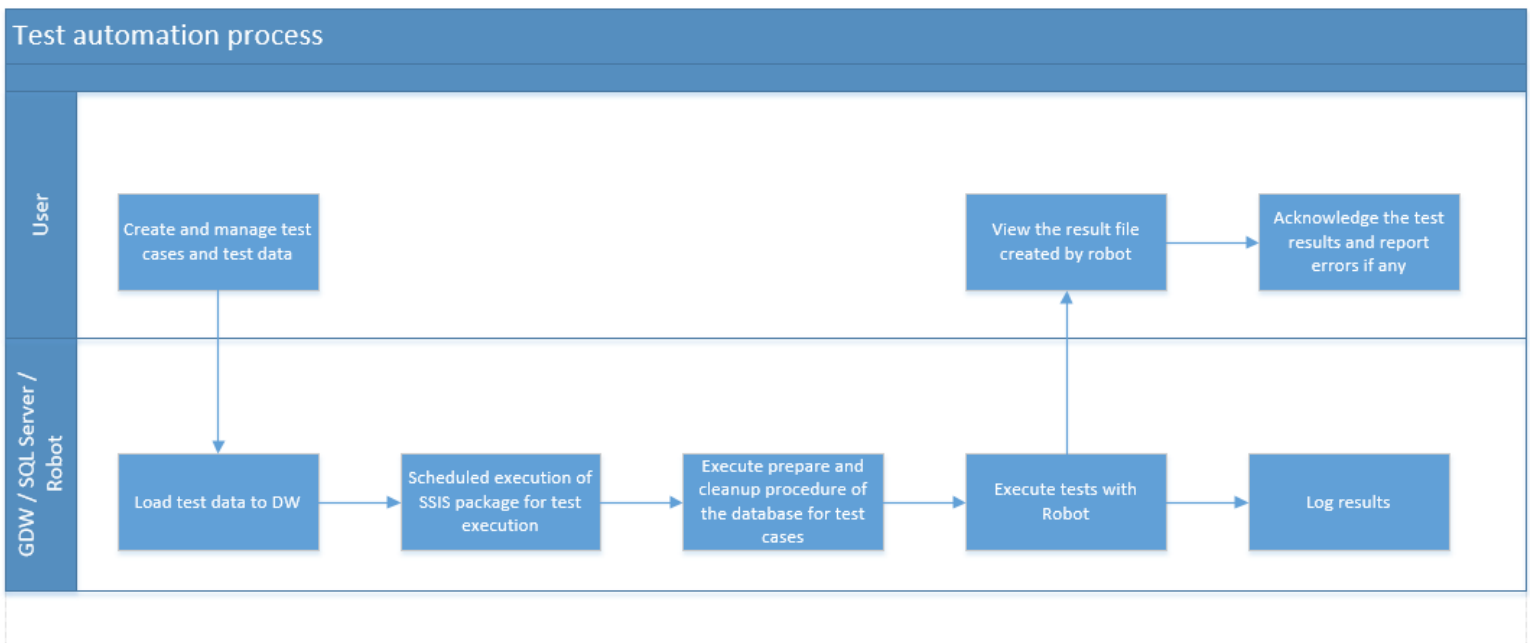 Test automation process
User
Create and manage test
cases and test data
View the result file
created by robot
Acknowledge the test
results and report
errors if any
GDW / SQL Server /
Robot
Load test data to DW
Scheduled execution of
SSIS package for test
execution
Execute prepare and
cleanup procedure of
the database for test
cases
Execute tests with
Robot
Log results